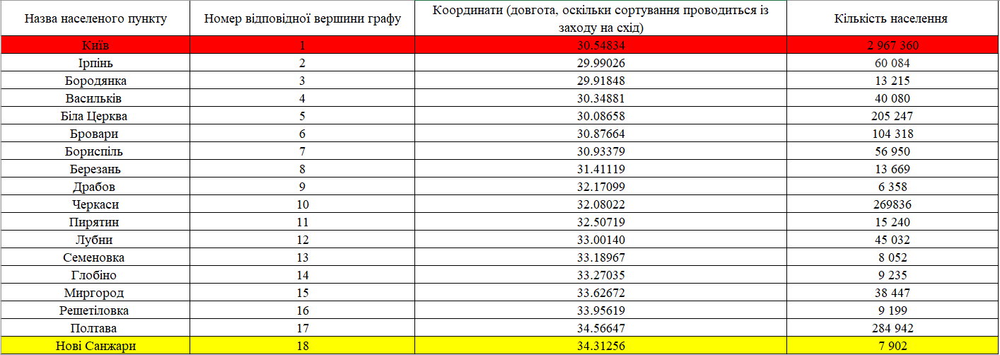 Назва населеного пункту Номер відповідної вершини графу Координати (довгота, оскільки сортування проводиться із заходу на схід) Кількість населення
Київ 1 30.54834 2 967 360
Ірпінь 2 29.99026 60 084
Бородянка 3 29.91848 13 215
Васильків 4 30.34881 40 080
Біла Церква 5 30.08658 205 247
Бровари 6 30.87664 104 318
Бориспіль 7 30.93379 56 950
Березань 8 31.41119 13 669
Драбов 9 32.17099 6 358
Черкаси 10 32.08022 269836
Пирятин 11 32.50719 15 240
Лубни 12 33.00140 45 032
Семеновка 13 33.18967 8 052
Глобіно 14 33.27035 9 235
Миргород 15 33.62672 38 447
Решетіловка 16 33.95619 9 199
Полтава 17 34.56647 284 942
Нові Санжари 18 34.31256 7 902